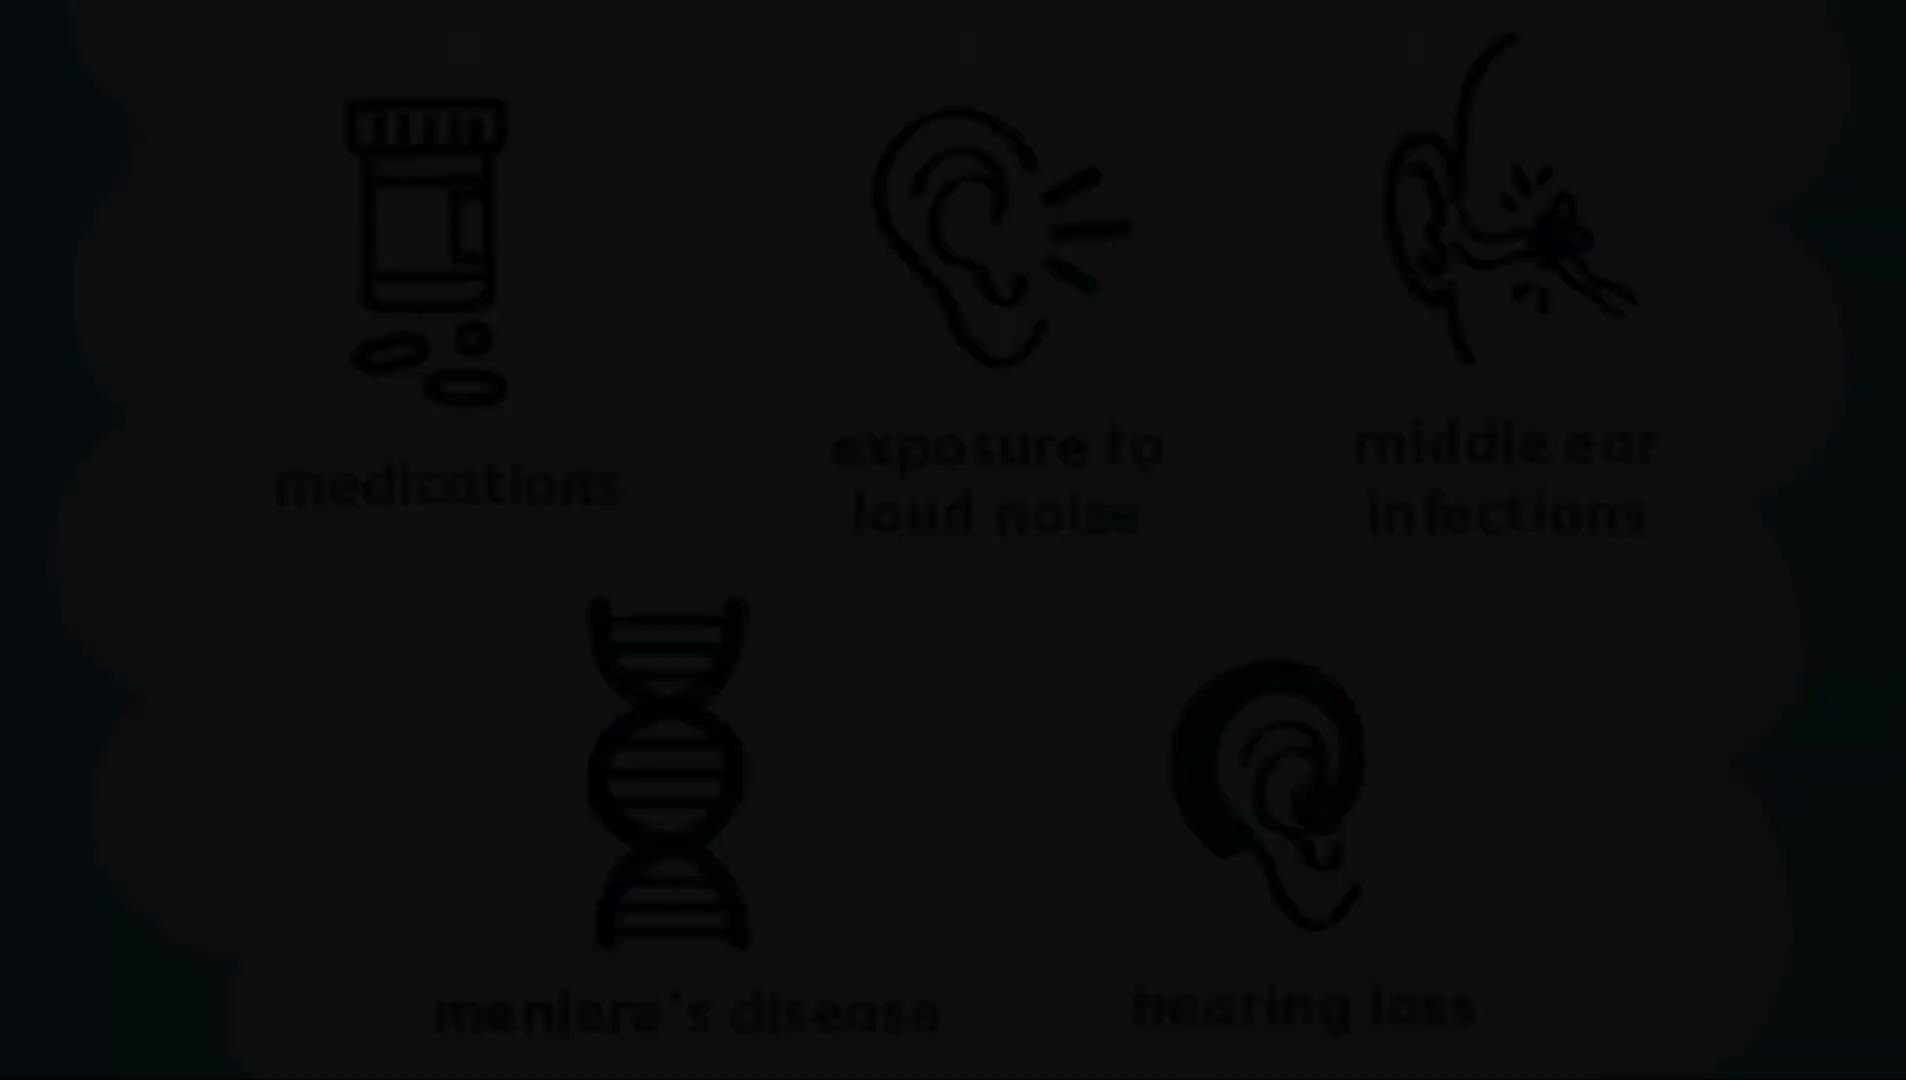 medications
exposure to
loud noise
middle ear
infections
meniere's disease
hearing loss